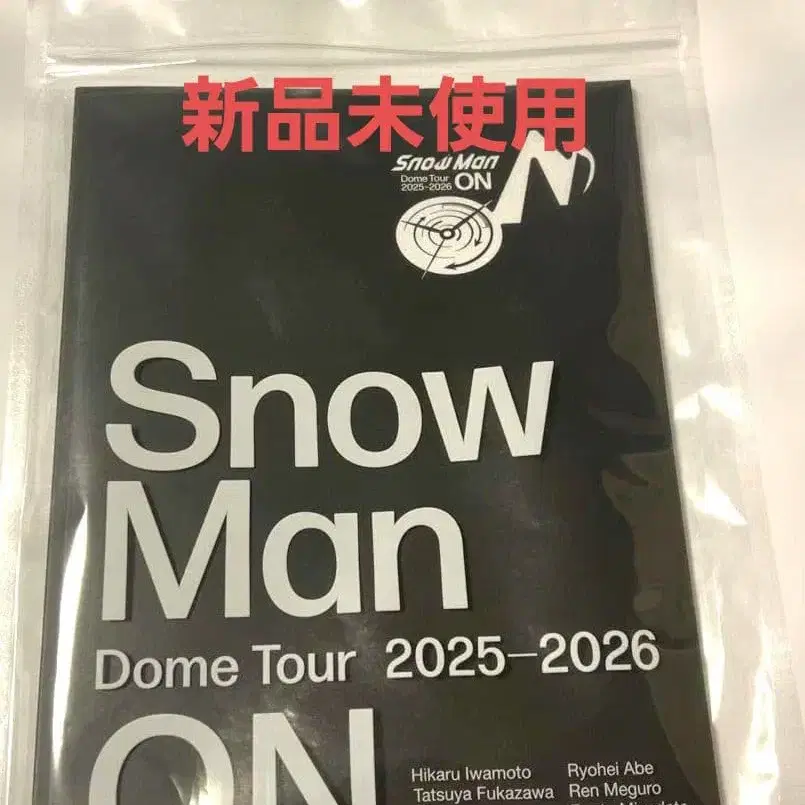 新品未使用
Snow Man
Dome Tour
2025-2026 ON
Snow
Man
Dome Tour 2025–2026
ON
Hikaru Iwamoto Ryohei Abe
Tatsuya Fukazawa Ren Meguro